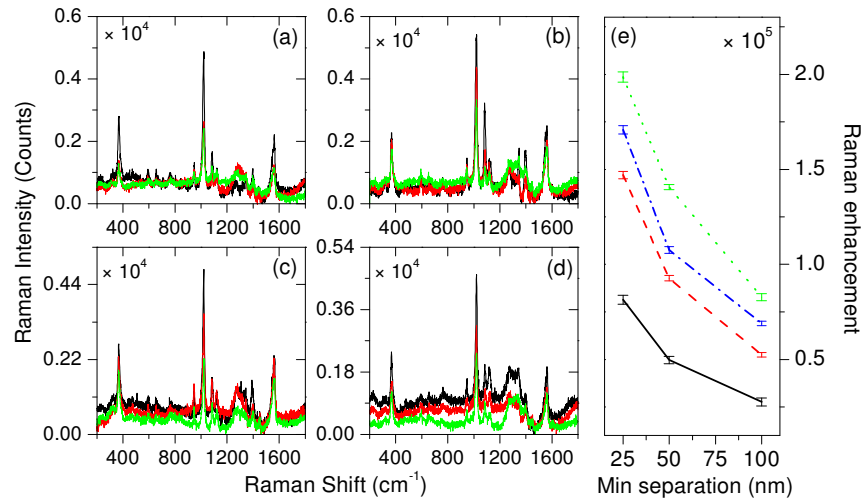 Raman Intensity (Counts)
× 10⁴
(a)
0.6
0.4
0.2
0.0
400 800 1200 1600
× 10⁴
(b)
0.6
0.4
0.2
0.0
400 800 1200 1600
× 10⁴
(c)
0.44
0.22
0.00
400 800 1200 1600
× 10⁴
(d)
0.54
0.36
0.18
0.00
400 800 1200 1600
Raman Shift (cm⁻¹)
(e)
× 10⁵
2.0
1.5
1.0
0.5
Raman enhancement
25 50 75 100
Min separation (nm)